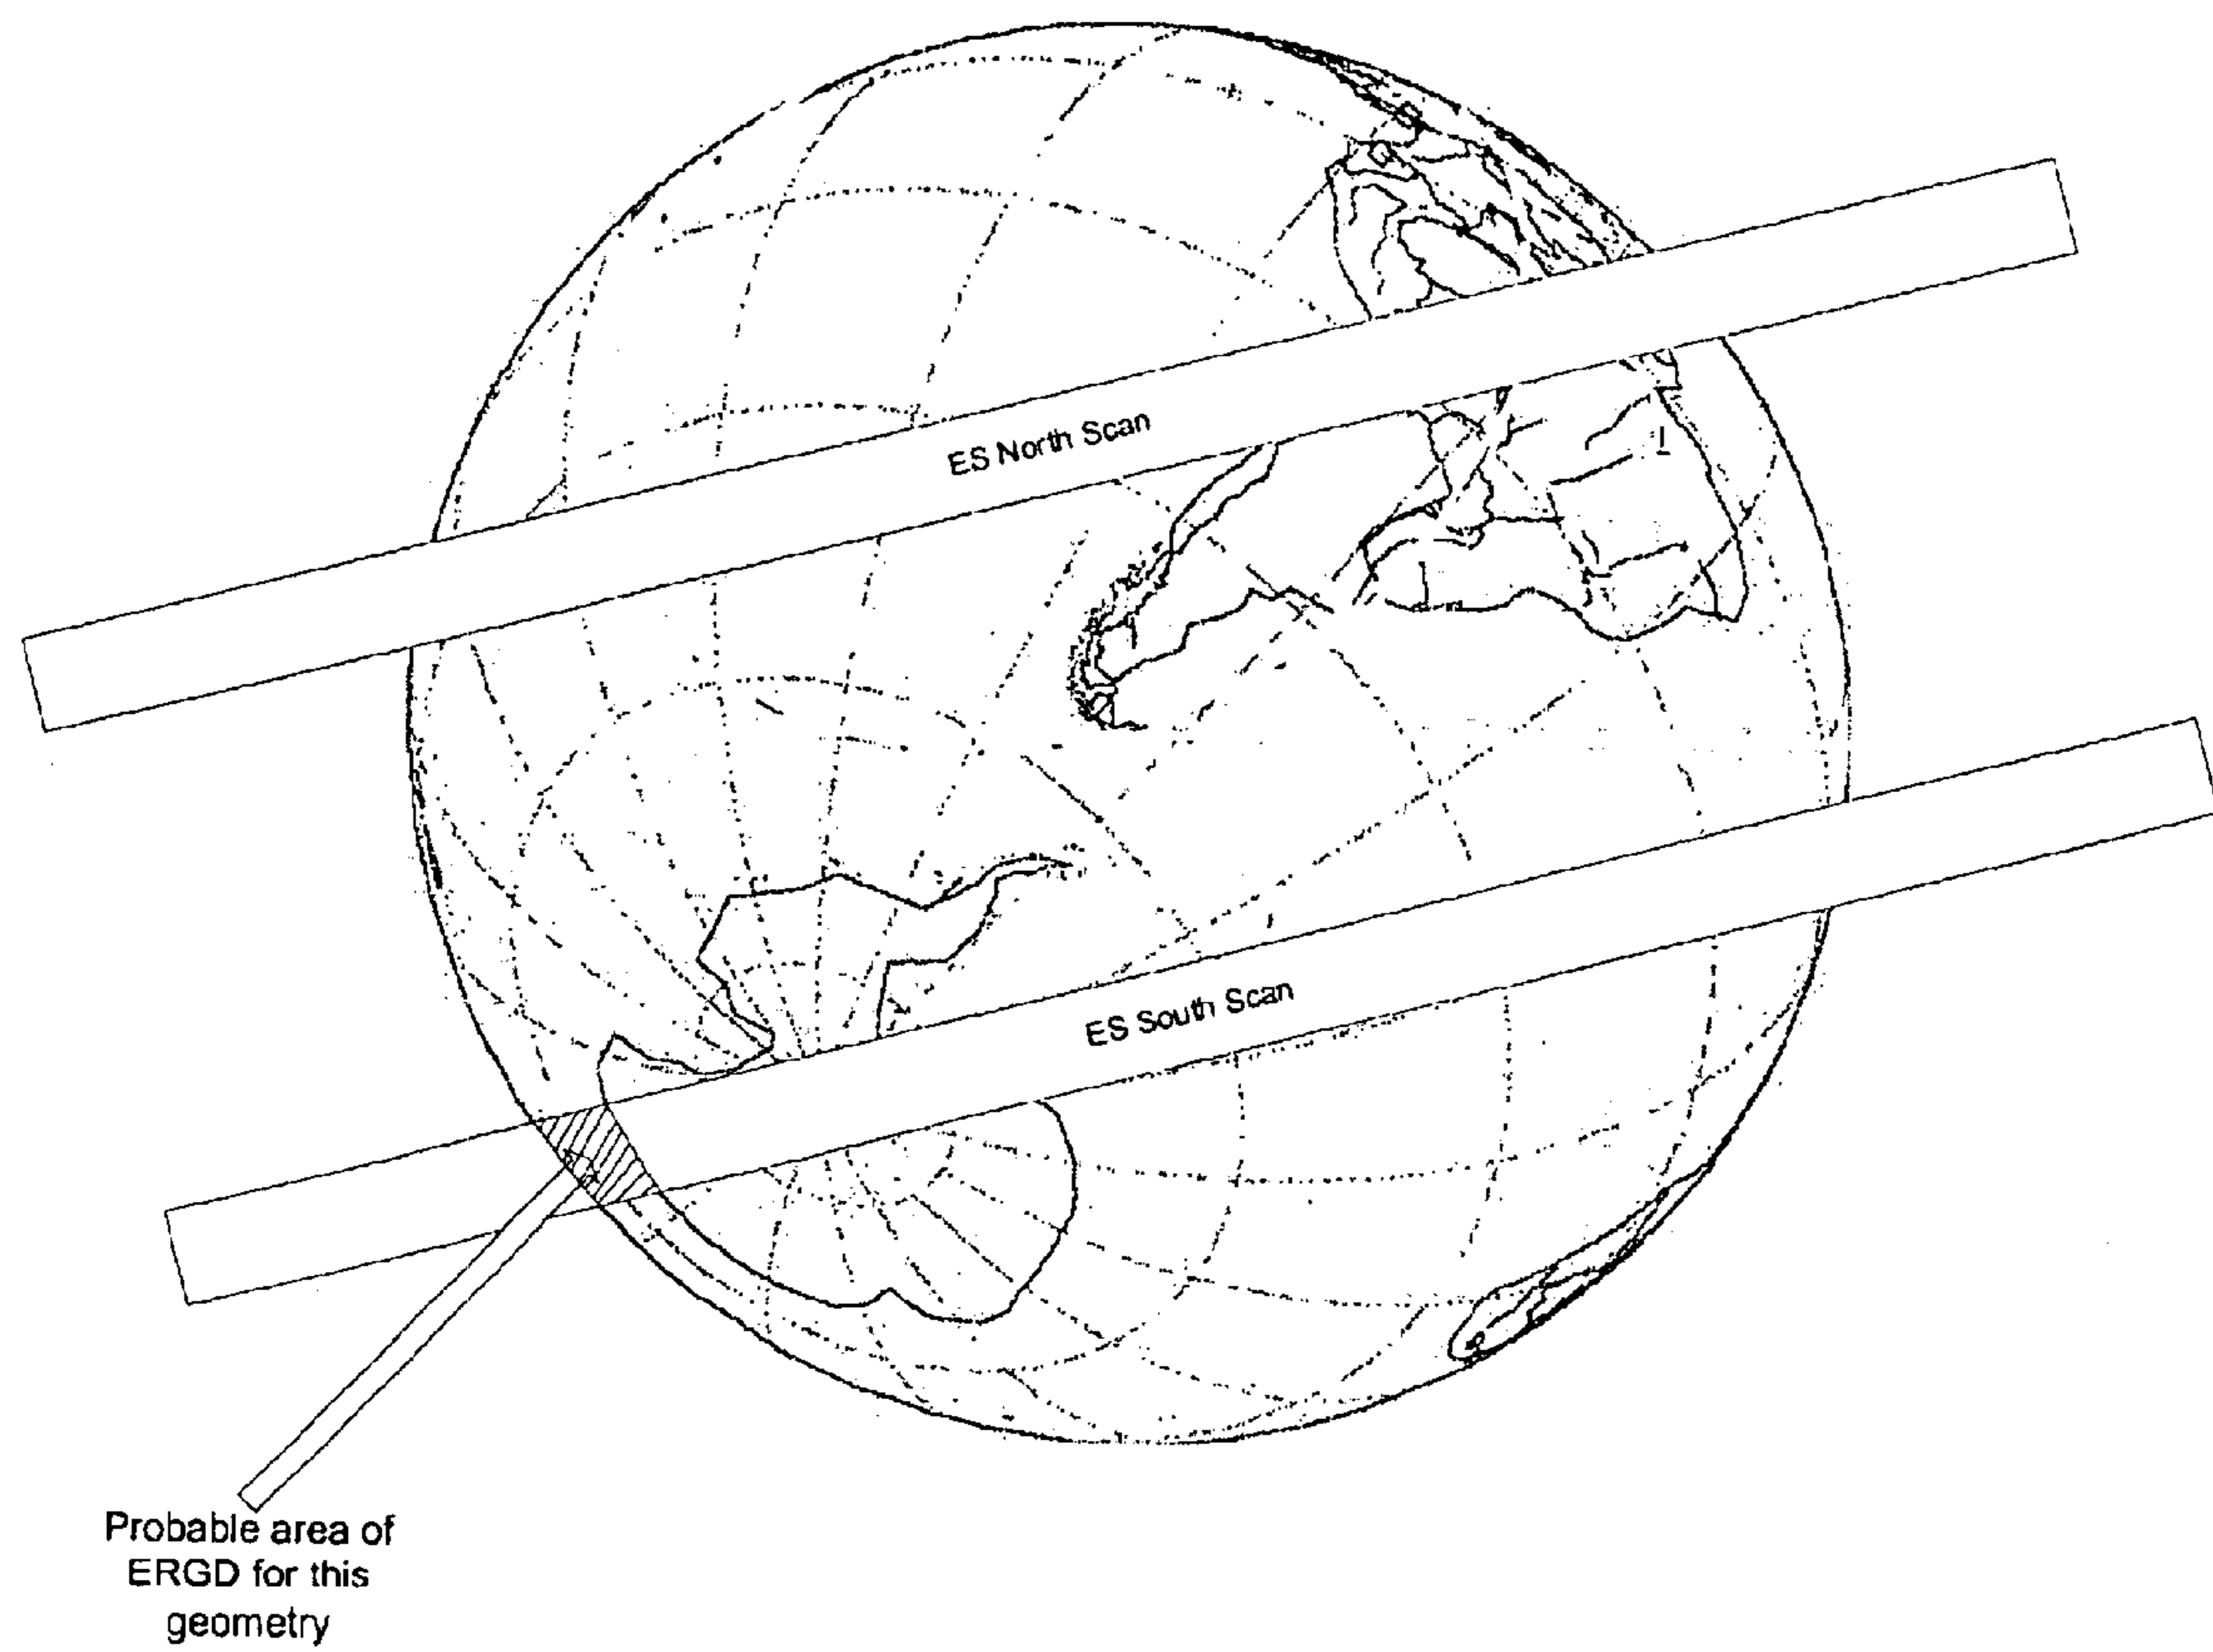 ES North Scan
ES South Scan
Probable area of
ERGD for this
geometry